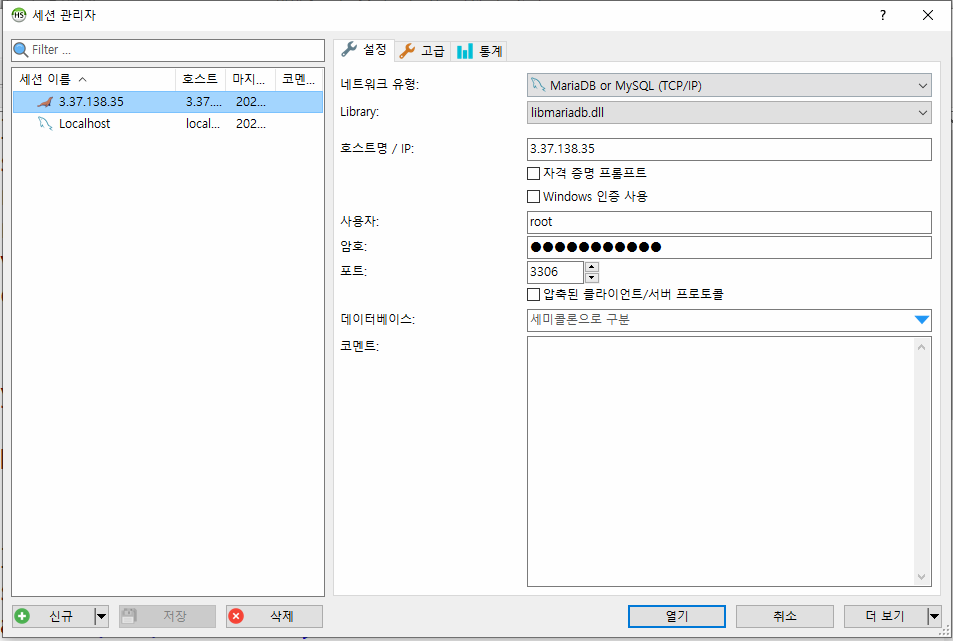 HS 세션 관리자
Filter ...
세션 이름 호스트 마지... 코멘...
3.37.138.35 3.37.... 202...
Localhost local... 202...
설정 고급 통계
네트워크 유형: MariaDB or MySQL (TCP/IP)
Library: libmariadb.dll
호스트명 / IP: 3.37.138.35
자격 증명 프롬프트
Windows 인증 사용
사용자: root
암호: ●●●●●●●●●●●
포트: 3306
압축된 클라이언트/서버 프로토콜
데이터베이스: 세미콜론으로 구분
코멘트:
신규 저장 삭제 열기 취소 더 보기